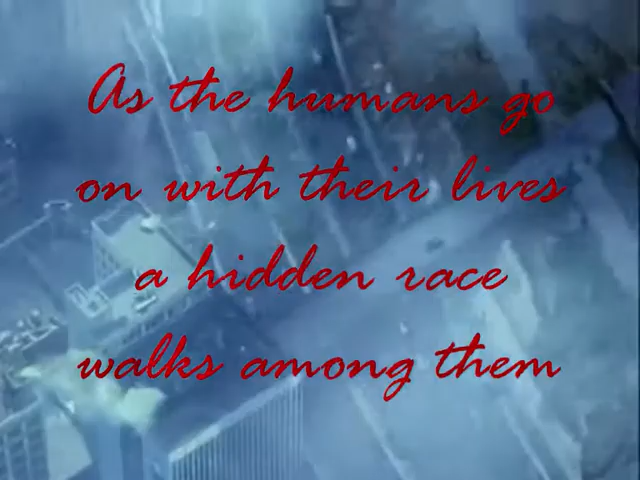 As the humans go
on with their lives
a hidden race
walks among them